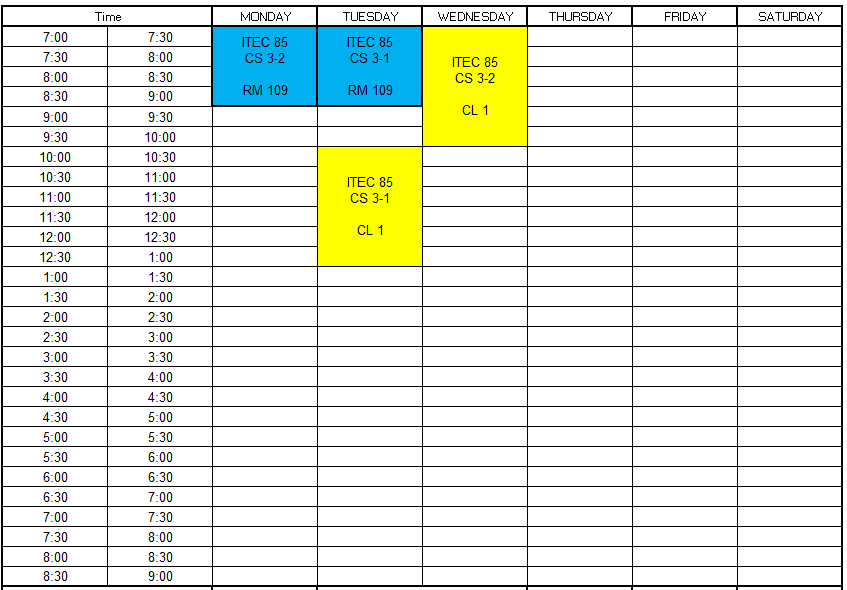 Time MONDAY TUESDAY WEDNESDAY THURSDAY FRIDAY SATURDAY
7:00 7:30 ITEC 85 ITEC 85
7:30 8:00 CS 3-2 CS 3-1 ITEC 85
8:00 8:30 CS 3-2
8:30 9:00 RM 109 RM 109
9:00 9:30 CL 1
9:30 10:00
10:00 10:30
10:30 11:00 ITEC 85
11:00 11:30 CS 3-1
11:30 12:00
12:00 12:30 CL 1
12:30 1:00
1:00 1:30
1:30 2:00
2:00 2:30
2:30 3:00
3:00 3:30
3:30 4:00
4:00 4:30
4:30 5:00
5:00 5:30
5:30 6:00
6:00 6:30
6:30 7:00
7:00 7:30
7:30 8:00
8:00 8:30
8:30 9:00